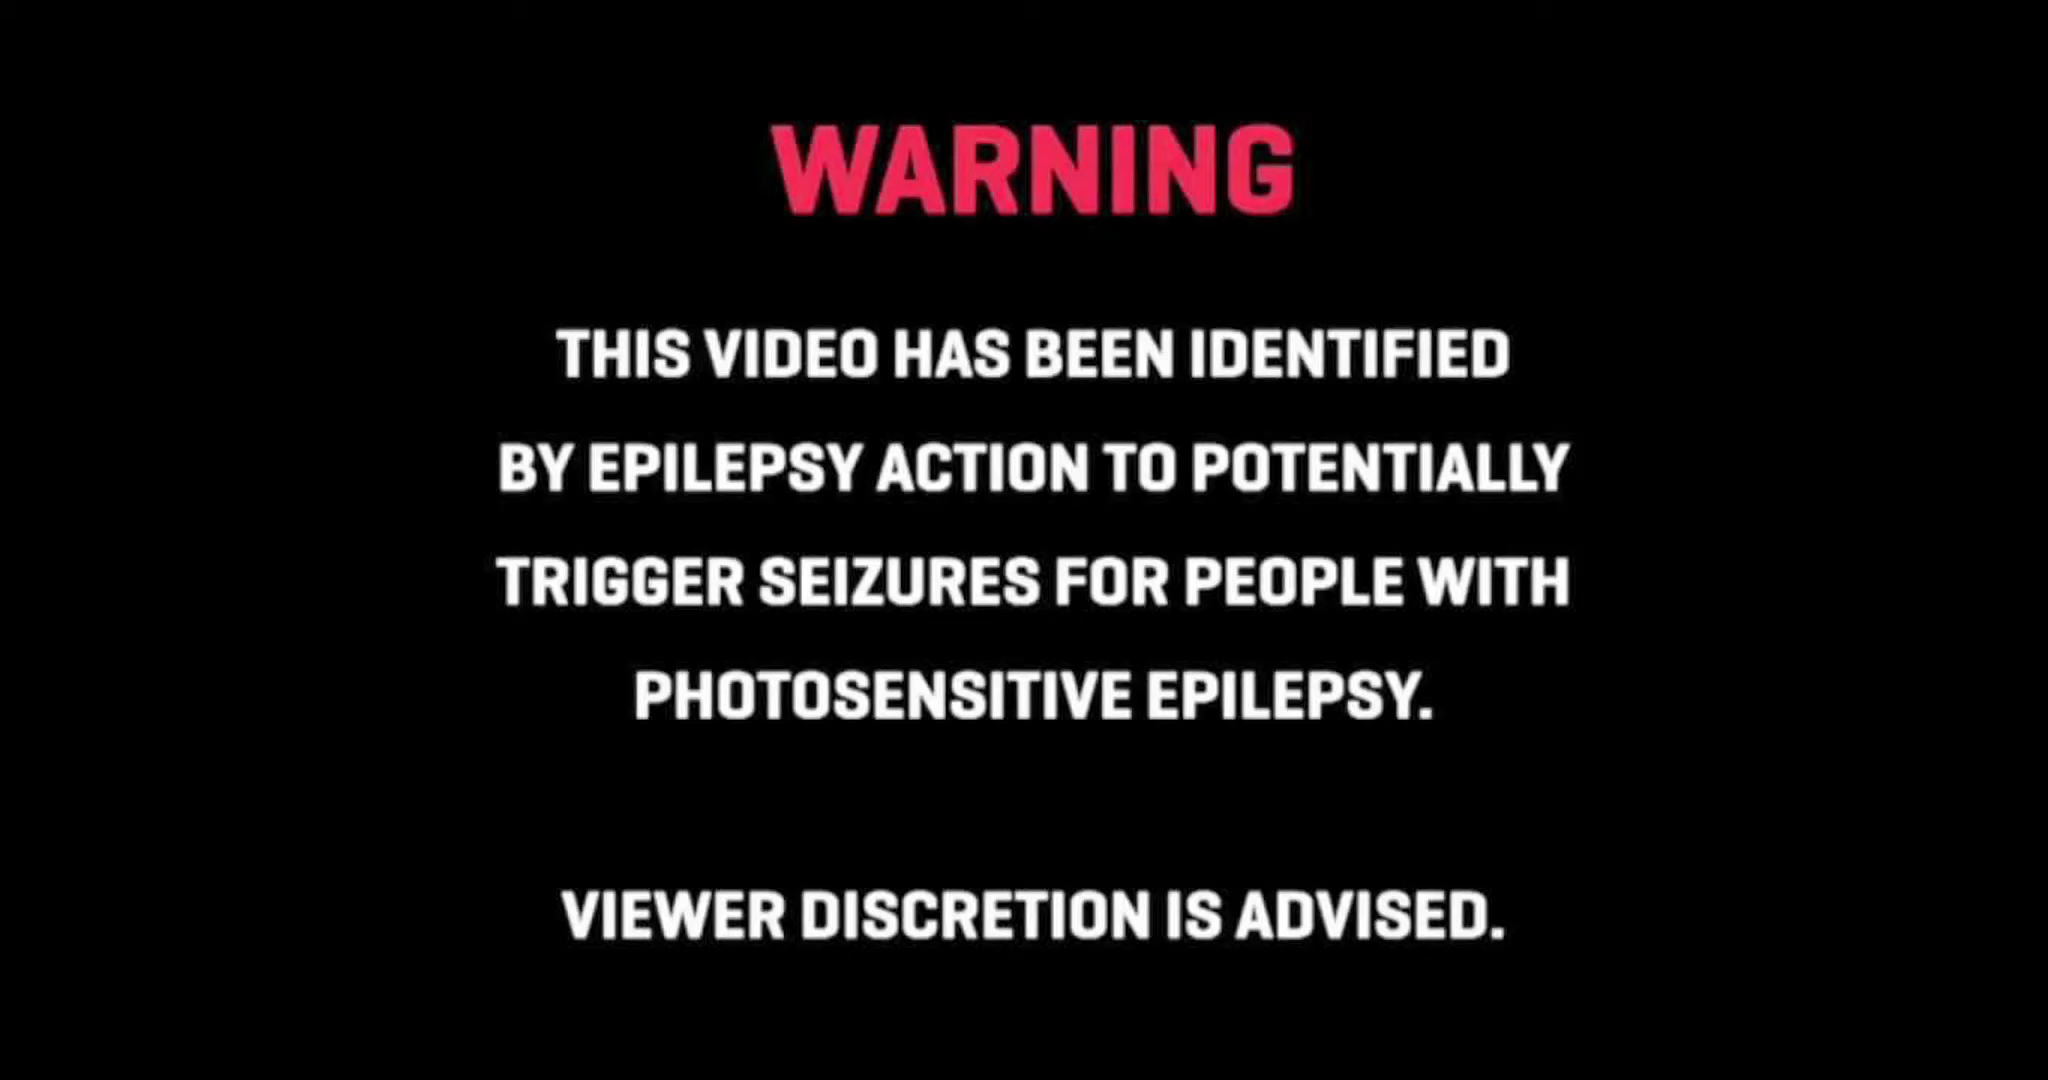 WARNING
THIS VIDEO HAS BEEN IDENTIFIED
BY EPILEPSY ACTION TO POTENTIALLY
TRIGGER SEIZURES FOR PEOPLE WITH
PHOTOSENSITIVE EPILEPSY.
VIEWER DISCRETION IS ADVISED.